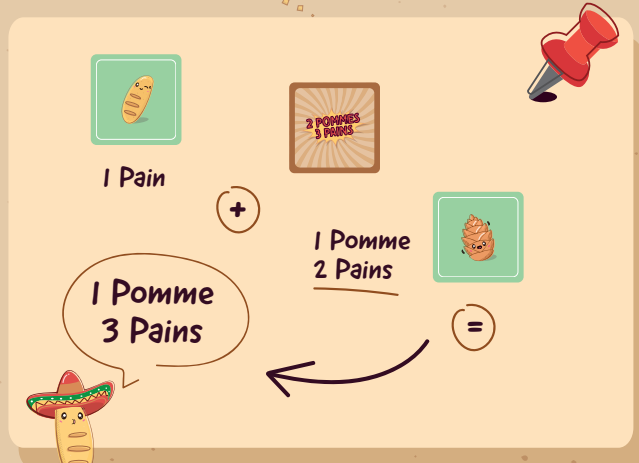 2 POMMES
3 PAINS
1 Pain
+
1 Pomme
2 Pains
=
1 Pomme
3 Pains